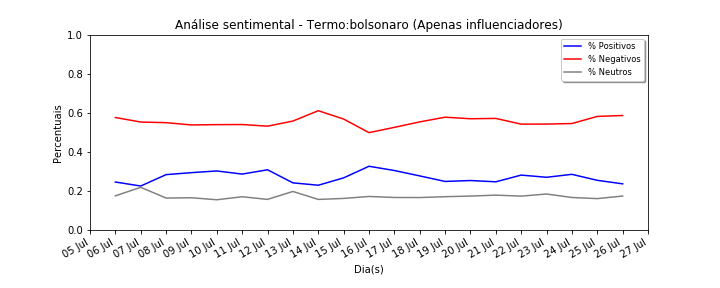 Análise sentimental - Termo:bolsonaro (Apenas influenciadores)
1.0
0.8
0.6
0.4
0.2
0.0
Percentuais
% Positivos
% Negativos
% Neutros
05 Jul
06 Jul
07 Jul
08 Jul
09 Jul
10 Jul
11 Jul
12 Jul
13 Jul
14 Jul
15 Jul
16 Jul
17 Jul
18 Jul
19 Jul
20 Jul
21 Jul
22 Jul
23 Jul
24 Jul
25 Jul
26 Jul
27 Jul
Dia(s)